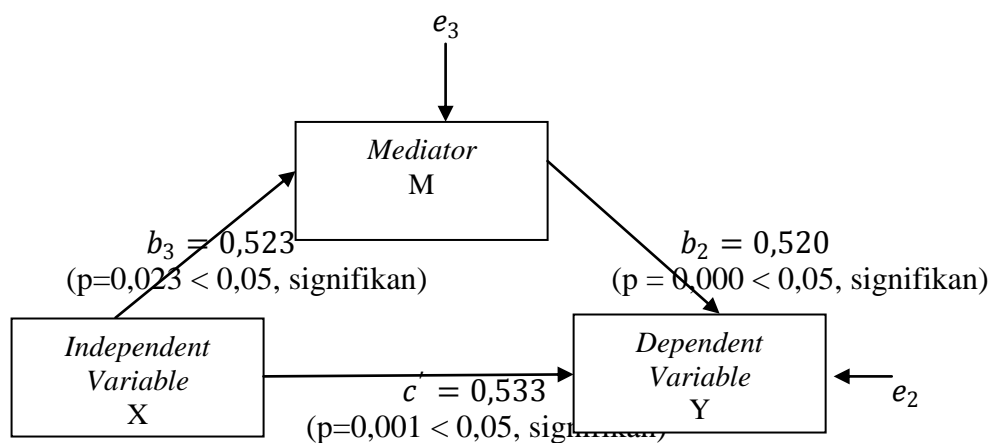 e₃
Mediator
M
b₃ = 0,523
(p=0,023 < 0,05, signifikan)
b₂ = 0,520
(p = 0,000 < 0,05, signifikan)
Independent
Variable
X
Dependent
Variable
Y
c′ = 0,533
(p=0,001 < 0,05, signifikan)
e₂